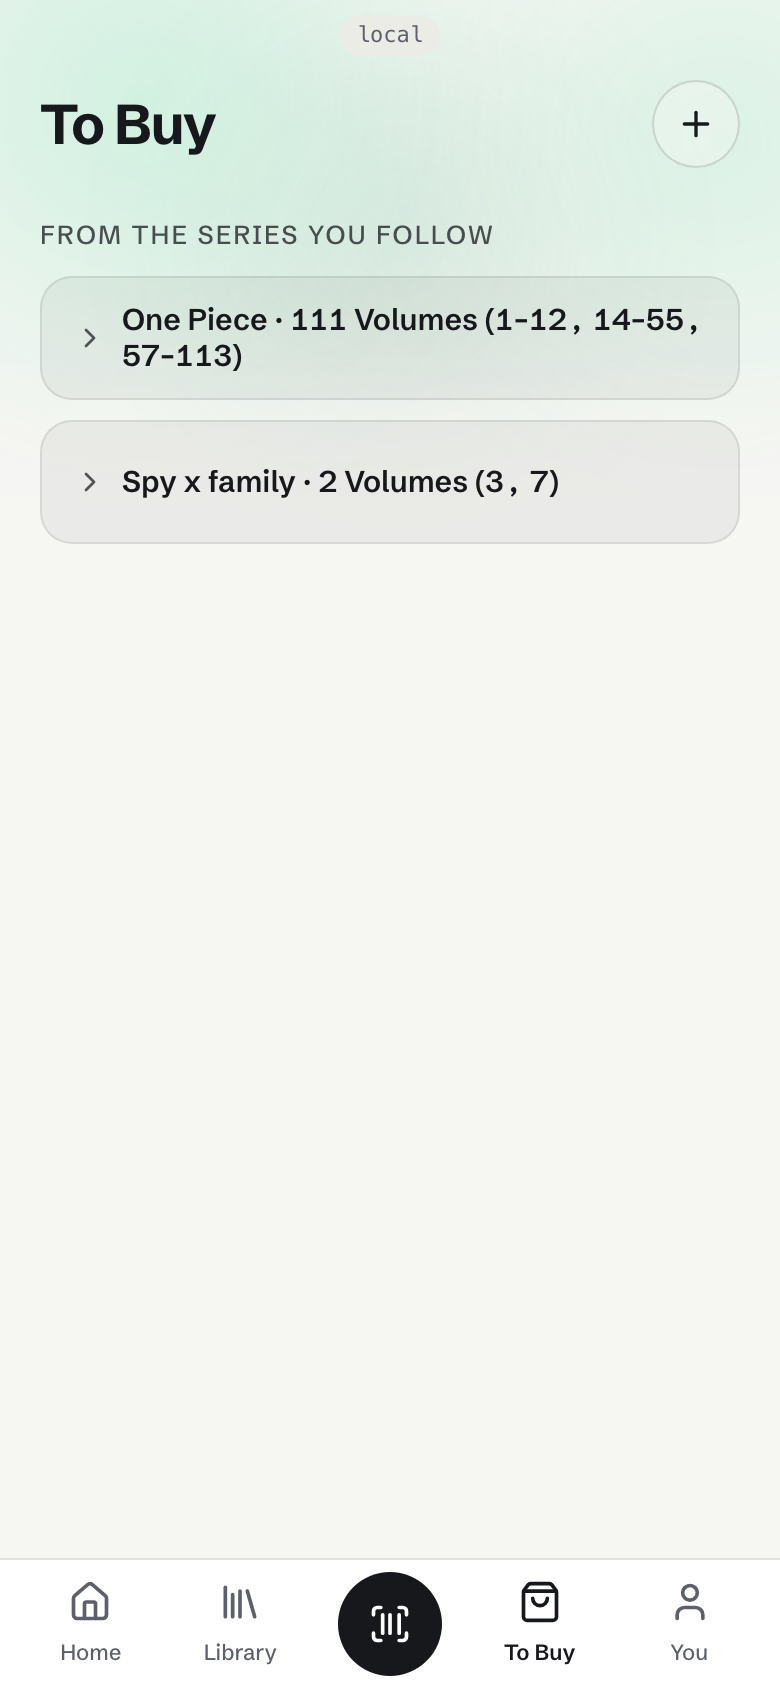 local
To Buy
FROM THE SERIES YOU FOLLOW
One Piece · 111 Volumes (1–12, 14–55,
57–113)
Spy x family · 2 Volumes (3, 7)
Home
Library
To Buy
You